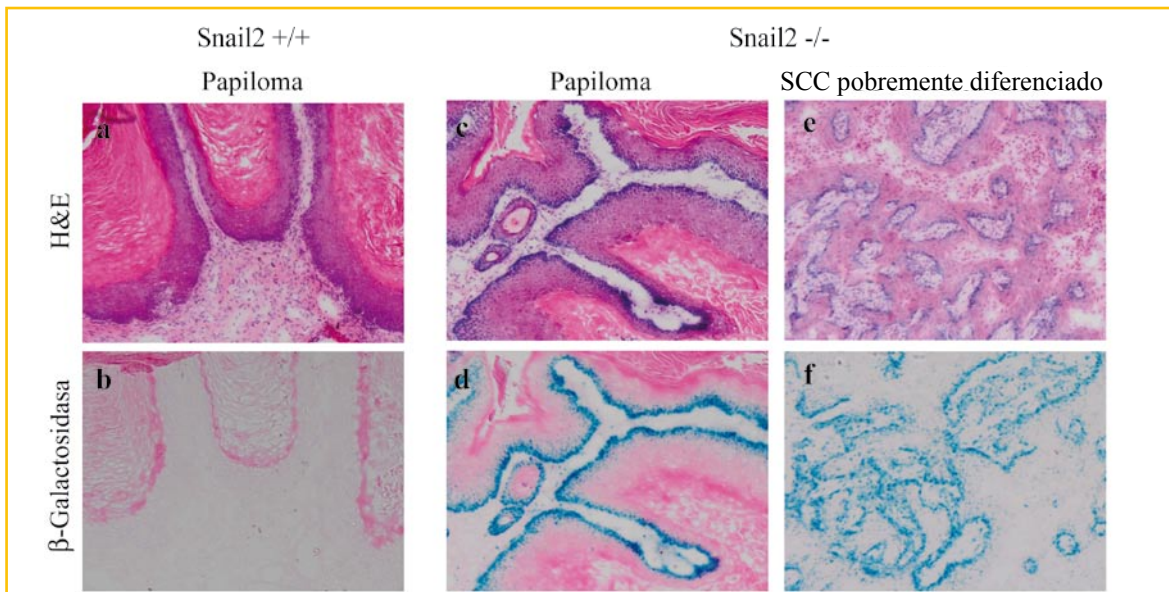 Snail2 +/+ Snail2 -/-
Papiloma Papiloma SCC pobremente diferenciado
H&E
a c e
β-Galactosidasa
b d f